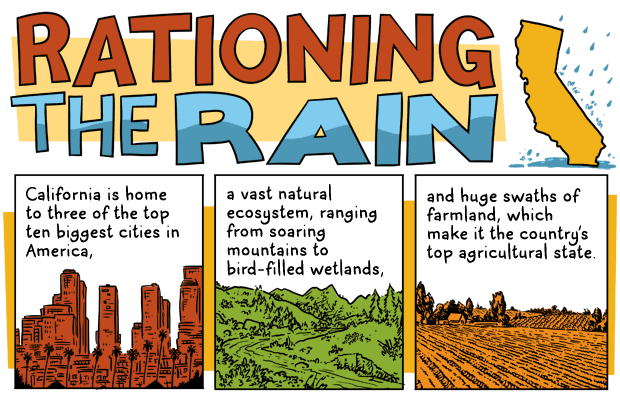 RATIONING
THE RAIN
California is home
to three of the top
ten biggest cities in
America,
a vast natural
ecosystem, ranging
from soaring
mountains to
bird-filled wetlands,
and huge swaths of
farmland, which
make it the country's
top agricultural state.